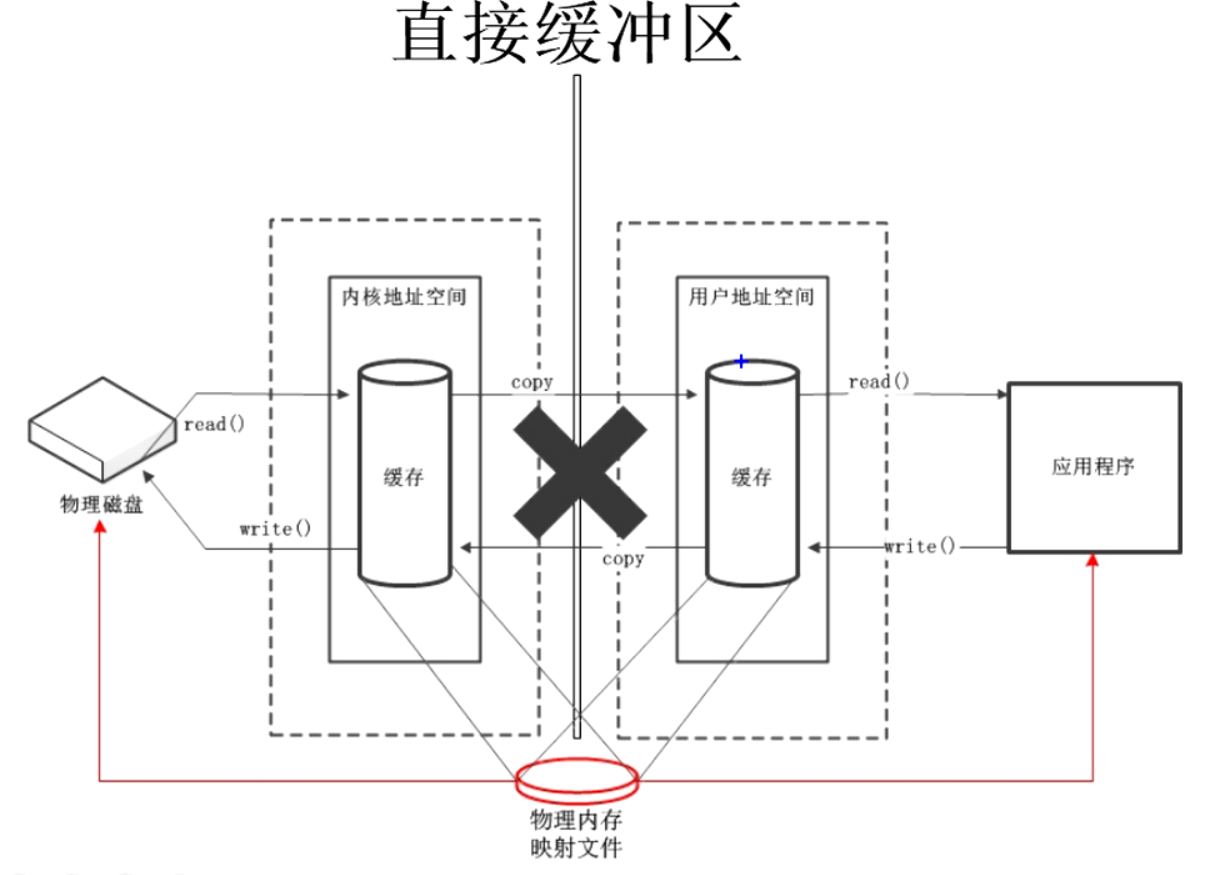 直接缓冲区
内核地址空间
用户地址空间
copy
read()
read()
缓存
缓存
应用程序
物理磁盘
write()
copy
write()
物理内存
映射文件